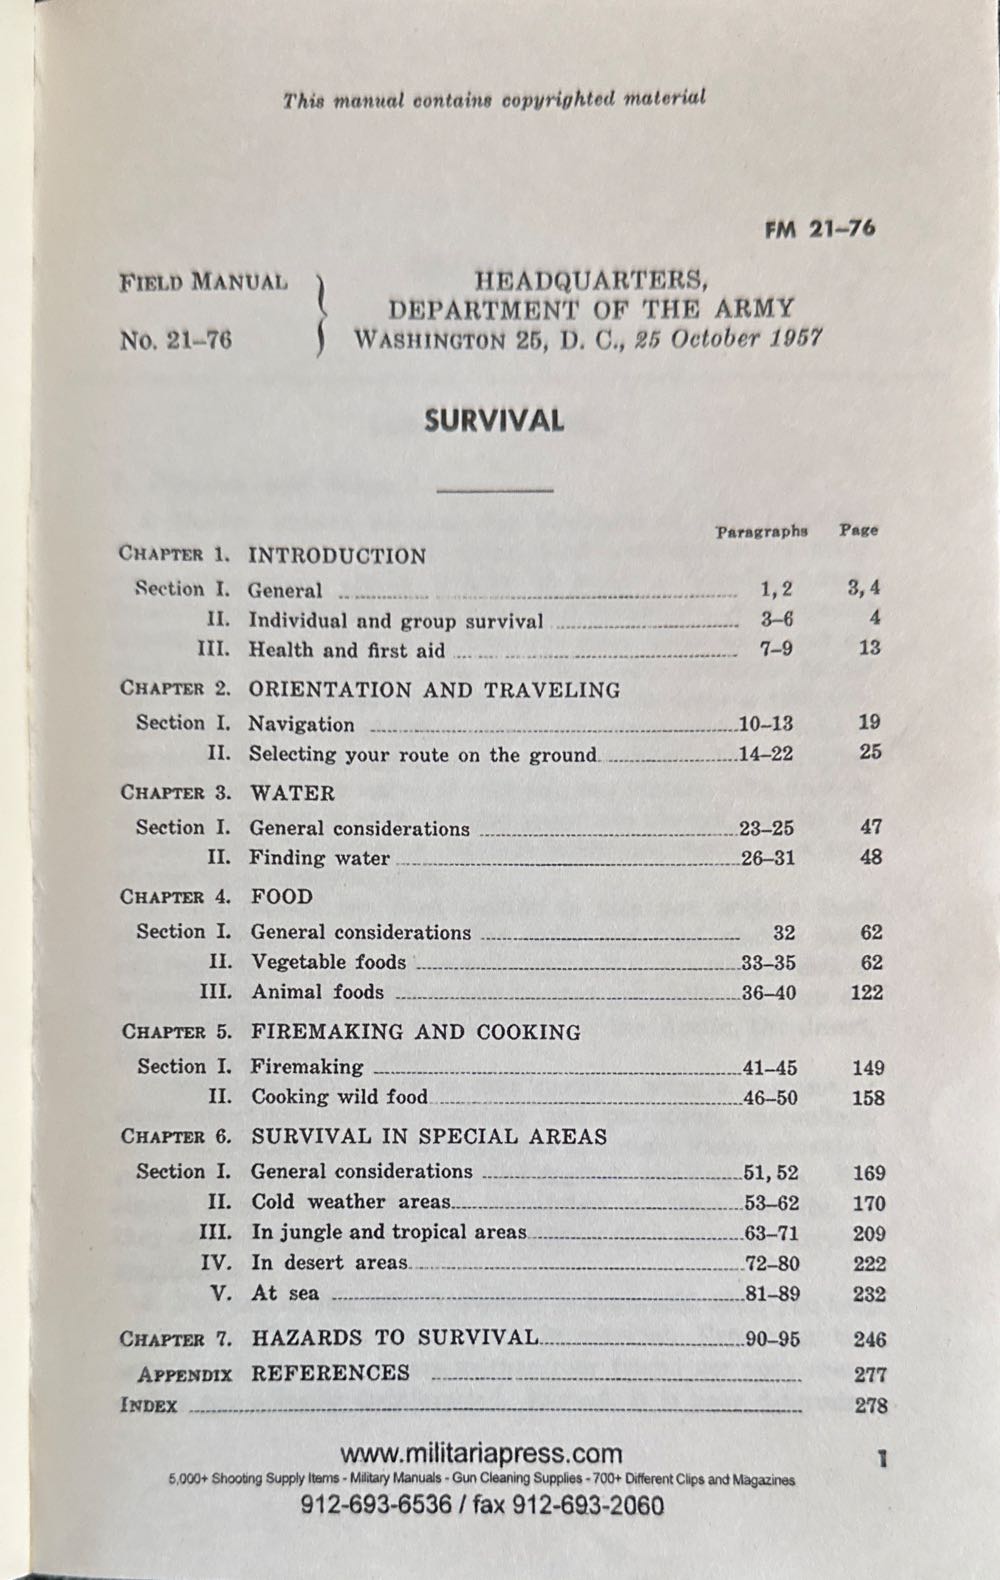 This manual contains copyrighted material
FM 21–76
FIELD MANUAL
No. 21–76
HEADQUARTERS,
DEPARTMENT OF THE ARMY
WASHINGTON 25, D. C., 25 October 1957
SURVIVAL
Paragraphs Page
CHAPTER 1. INTRODUCTION
Section I. General 1, 2 3, 4
II. Individual and group survival 3–6 4
III. Health and first aid 7–9 13
CHAPTER 2. ORIENTATION AND TRAVELING
Section I. Navigation 10–13 19
II. Selecting your route on the ground 14–22 25
CHAPTER 3. WATER
Section I. General considerations 23–25 47
II. Finding water 26–31 48
CHAPTER 4. FOOD
Section I. General considerations 32 62
II. Vegetable foods 33–35 62
III. Animal foods 36–40 122
CHAPTER 5. FIREMAKING AND COOKING
Section I. Firemaking 41–45 149
II. Cooking wild food 46–50 158
CHAPTER 6. SURVIVAL IN SPECIAL AREAS
Section I. General considerations 51, 52 169
II. Cold weather areas 53–62 170
III. In jungle and tropical areas 63–71 209
IV. In desert areas 72–80 222
V. At sea 81–89 232
CHAPTER 7. HAZARDS TO SURVIVAL 90–95 246
APPENDIX REFERENCES 277
INDEX 278
www.militariapress.com
1
5,000+ Shooting Supply Items - Military Manuals - Gun Cleaning Supplies - 700+ Different Clips and Magazines
912-693-6536 / fax 912-693-2060